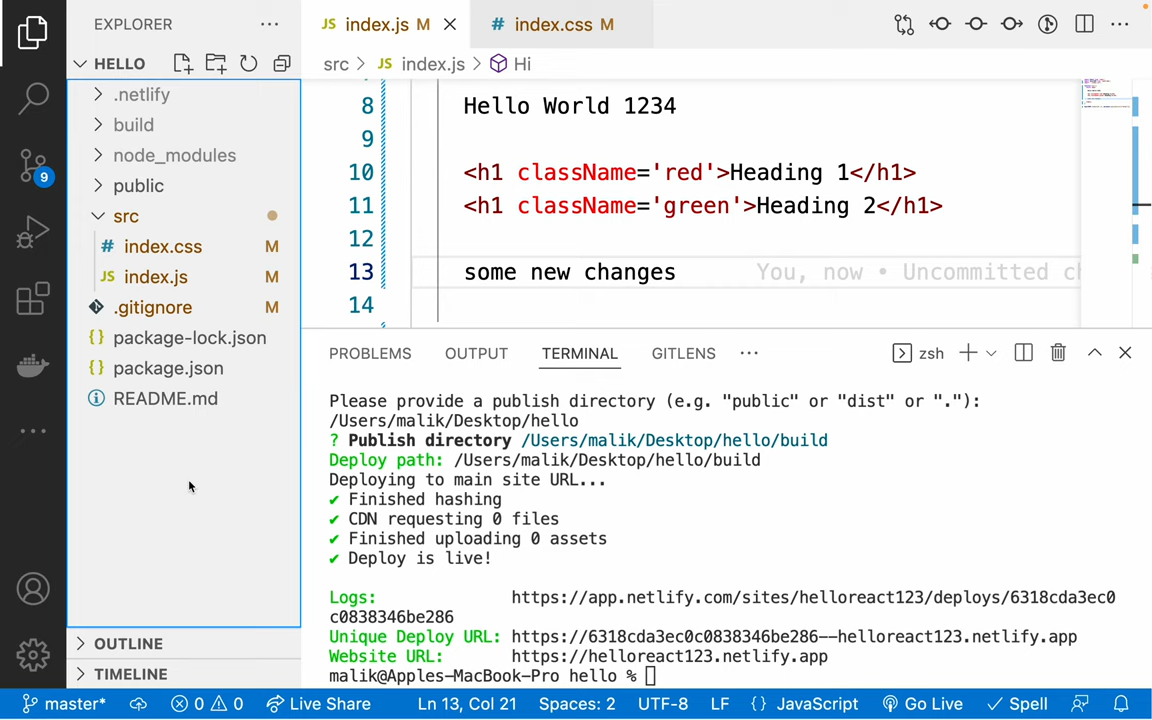 EXPLORER
HELLO
.netlify
build
node_modules
public
src
# index.css M
JS index.js M
.gitignore M
{} package-lock.json
{} package.json
README.md
OUTLINE
TIMELINE
9
JS index.js M
# index.css M
src > JS index.js > Hi
8 Hello World 1234
9
10 <h1 className='red'>Heading 1</h1>
11 <h1 className='green'>Heading 2</h1>
12
13 some new changes You, now • Uncommitted ch
14
PROBLEMS OUTPUT TERMINAL GITLENS
zsh
Please provide a publish directory (e.g. "public" or "dist" or "."):
/Users/malik/Desktop/hello
? Publish directory /Users/malik/Desktop/hello/build
Deploy path: /Users/malik/Desktop/hello/build
Deploying to main site URL...
✔ Finished hashing
✔ CDN requesting 0 files
✔ Finished uploading 0 assets
✔ Deploy is live!
Logs: https://app.netlify.com/sites/helloreact123/deploys/6318cda3ec0
c0838346be286
Unique Deploy URL: https://6318cda3ec0c0838346be286--helloreact123.netlify.app
Website URL: https://helloreact123.netlify.app
malik@Apples-MacBook-Pro hello %
master* 0 0 Live Share Ln 13, Col 21 Spaces: 2 UTF-8 LF {} JavaScript Go Live Spell